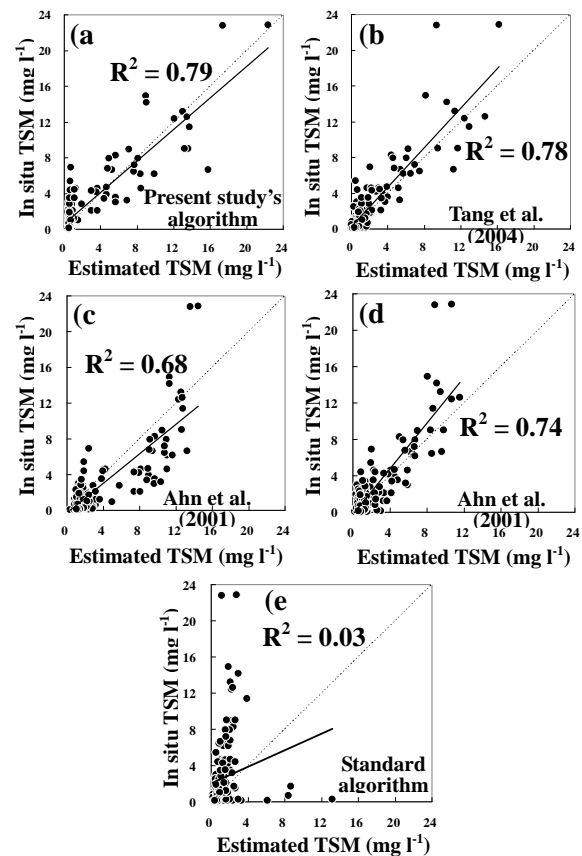 24
20
16
12
8
4
0
In situ TSM (mg l⁻¹)
(a
R² = 0.79
Present study's
algorithm
0 4 8 12 16 20 24
Estimated TSM (mg l⁻¹)
24
20
16
12
8
4
0
In situ TSM (mg l⁻¹)
(b
R² = 0.78
Tang et al.
(2004)
0 4 8 12 16 20 24
Estimated TSM (mg l⁻¹)
24
20
16
12
8
4
0
In situ TSM (mg l⁻¹)
(c
R² = 0.68
Ahn et al.
(2001)
0 4 8 12 16 20 24
Estimated TSM (mg l⁻¹)
24
20
16
12
8
4
0
In situ TSM (mg l⁻¹)
(d
R² = 0.74
Ahn et al.
(2001)
0 4 8 12 16 20 24
Estimated TSM (mg l⁻¹)
24
20
16
12
8
4
0
In situ TSM (mg l⁻¹)
(e
R² = 0.03
Standard
algorithm
0 4 8 12 16 20 24
Estimated TSM (mg l⁻¹)